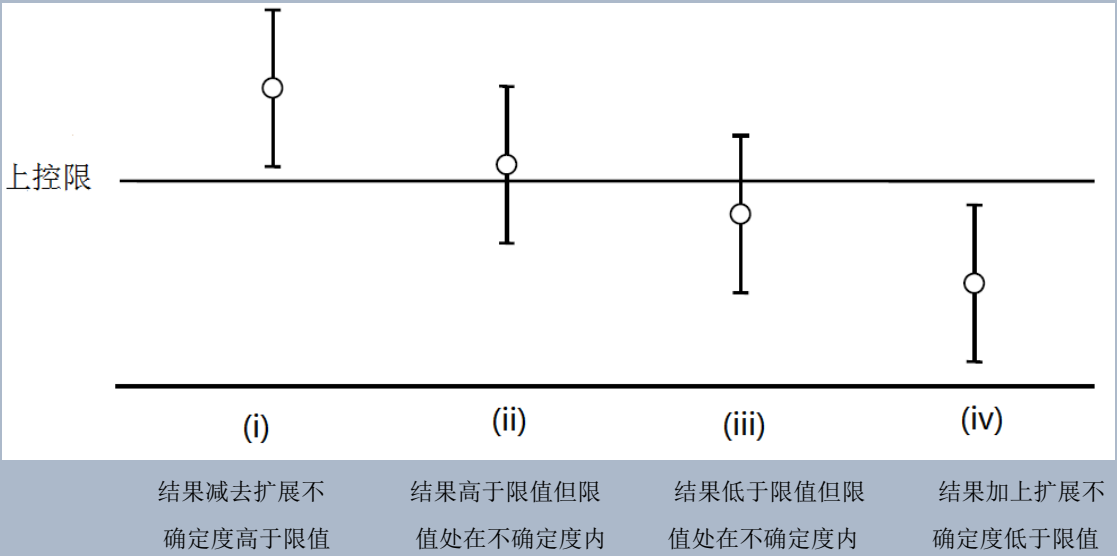 上控限
(i)
(ii)
(iii)
(iv)
结果减去扩展不
确定度高于限值
结果高于限值但限
值处在不确定度内
结果低于限值但限
值处在不确定度内
结果加上扩展不
确定度低于限值